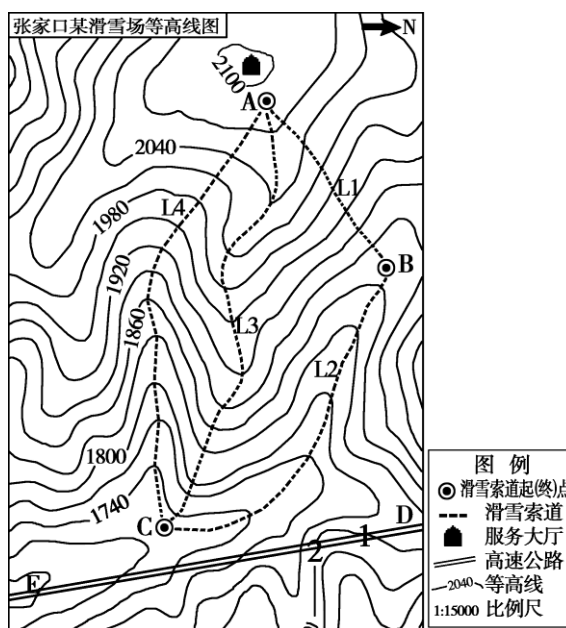 张家口某滑雪场等高线图
N
2100
A
2040
L1
L4
1980
B
1920
L3
1860
L2
1800
1740
C
D
1
2
E
图 例
滑雪索道起(终)点
滑雪索道
服务大厅
高速公路
2040 等高线
1:15000 比例尺